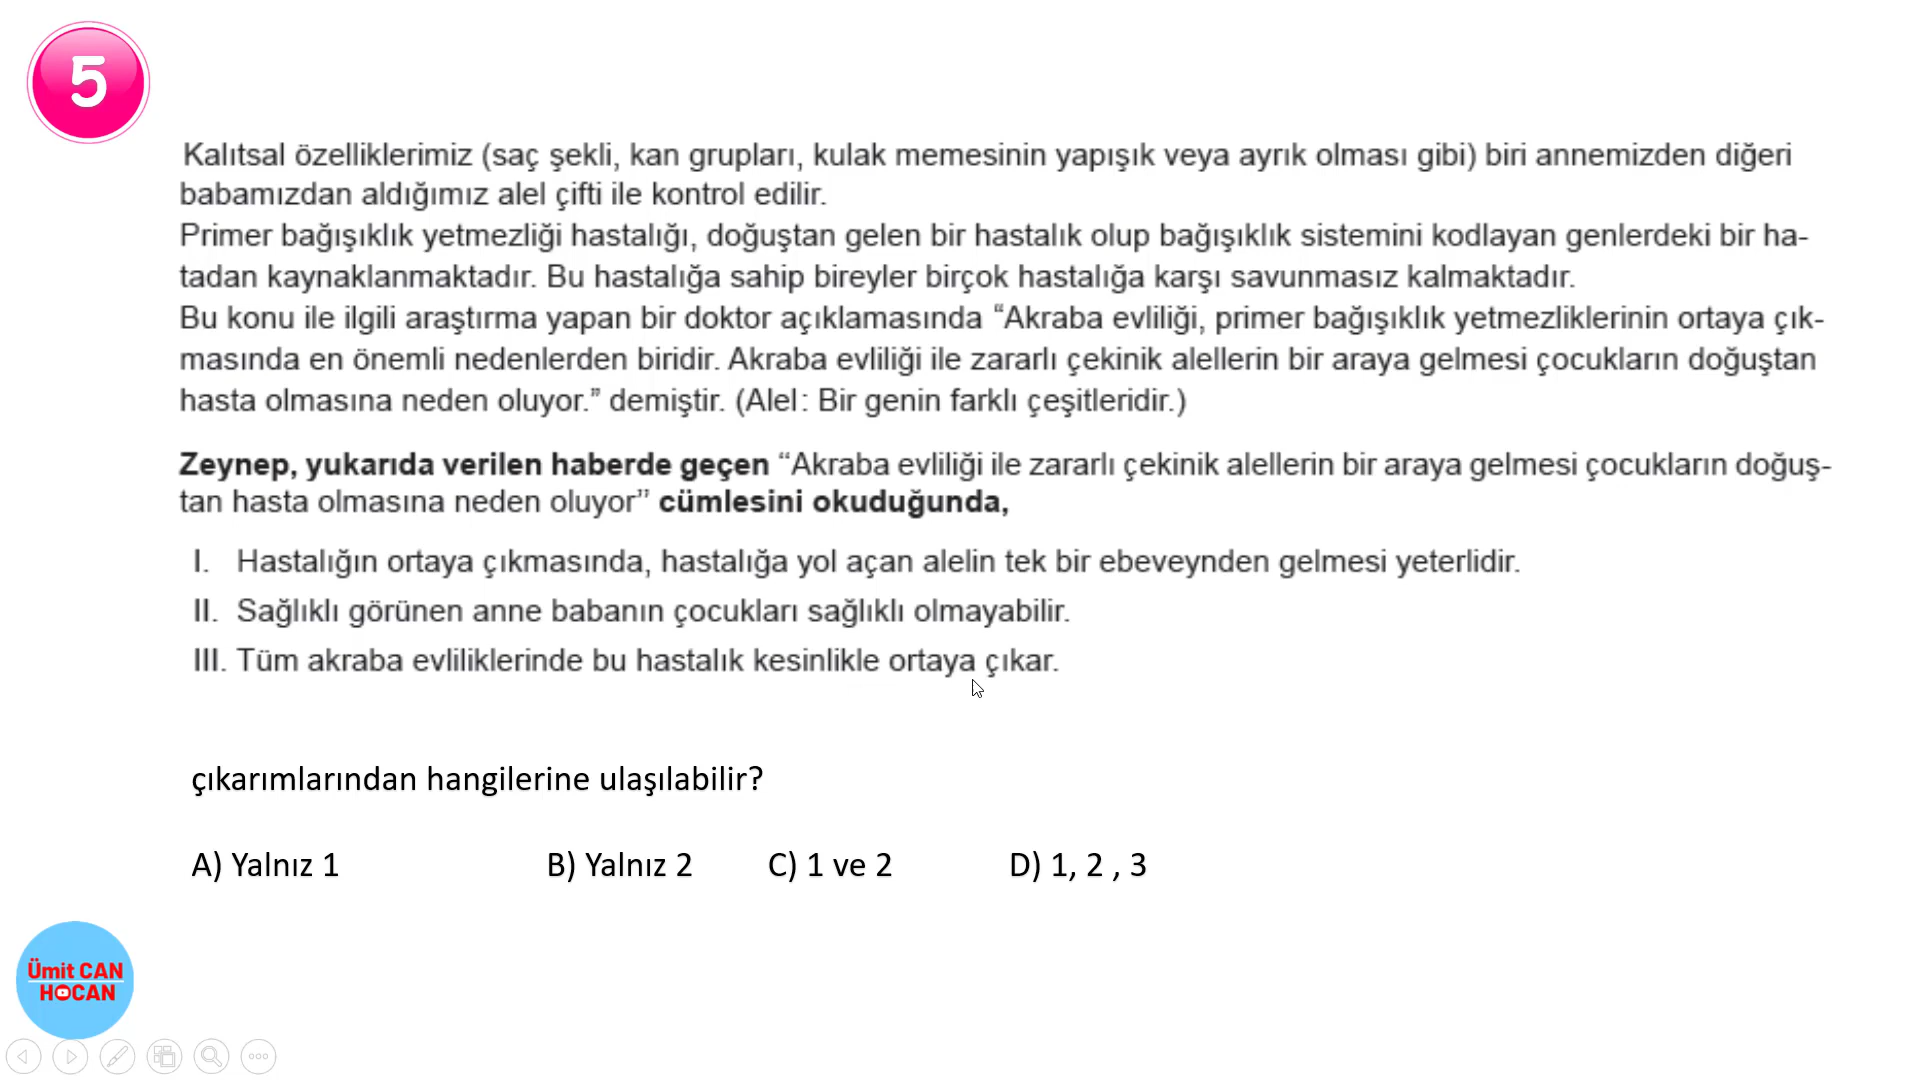 5
Kalıtsal özelliklerimiz (saç şekli, kan grupları, kulak memesinin yapışık veya ayrık olması gibi) biri annemizden diğeri
babamızdan aldığımız alel çifti ile kontrol edilir.
Primer bağışıklık yetmezliği hastalığı, doğuştan gelen bir hastalık olup bağışıklık sistemini kodlayan genlerdeki bir ha-
tadan kaynaklanmaktadır. Bu hastalığa sahip bireyler birçok hastalığa karşı savunmasız kalmaktadır.
Bu konu ile ilgili araştırma yapan bir doktor açıklamasında “Akraba evliliği, primer bağışıklık yetmezliklerinin ortaya çık-
masında en önemli nedenlerden biridir. Akraba evliliği ile zararlı çekinik alellerin bir araya gelmesi çocukların doğuştan
hasta olmasına neden oluyor.” demiştir. (Alel: Bir genin farklı çeşitleridir.)
Zeynep, yukarıda verilen haberde geçen “Akraba evliliği ile zararlı çekinik alellerin bir araya gelmesi çocukların doğuş-
tan hasta olmasına neden oluyor” cümlesini okuduğunda,
I. Hastalığın ortaya çıkmasında, hastalığa yol açan alelin tek bir ebeveynden gelmesi yeterlidir.
II. Sağlıklı görünen anne babanın çocukları sağlıklı olmayabilir.
III. Tüm akraba evliliklerinde bu hastalık kesinlikle ortaya çıkar.
çıkarımlarından hangilerine ulaşılabilir?
A) Yalnız 1 B) Yalnız 2 C) 1 ve 2 D) 1, 2 , 3
Ümit CAN
HOCAN